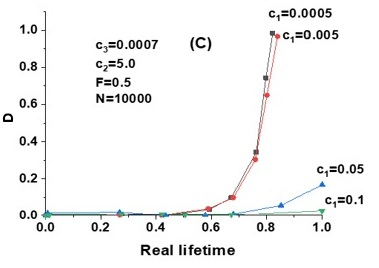 c₁=0.0005
c₁=0.005
1.0
c₃=0.0007
(C)
c₂=5.0
0.8
F=0.5
N=10000
0.6
D
0.4
c₁=0.05
0.2
c₁=0.1
0.0
0.0 0.2 0.4 0.6 0.8 1.0
Real lifetime